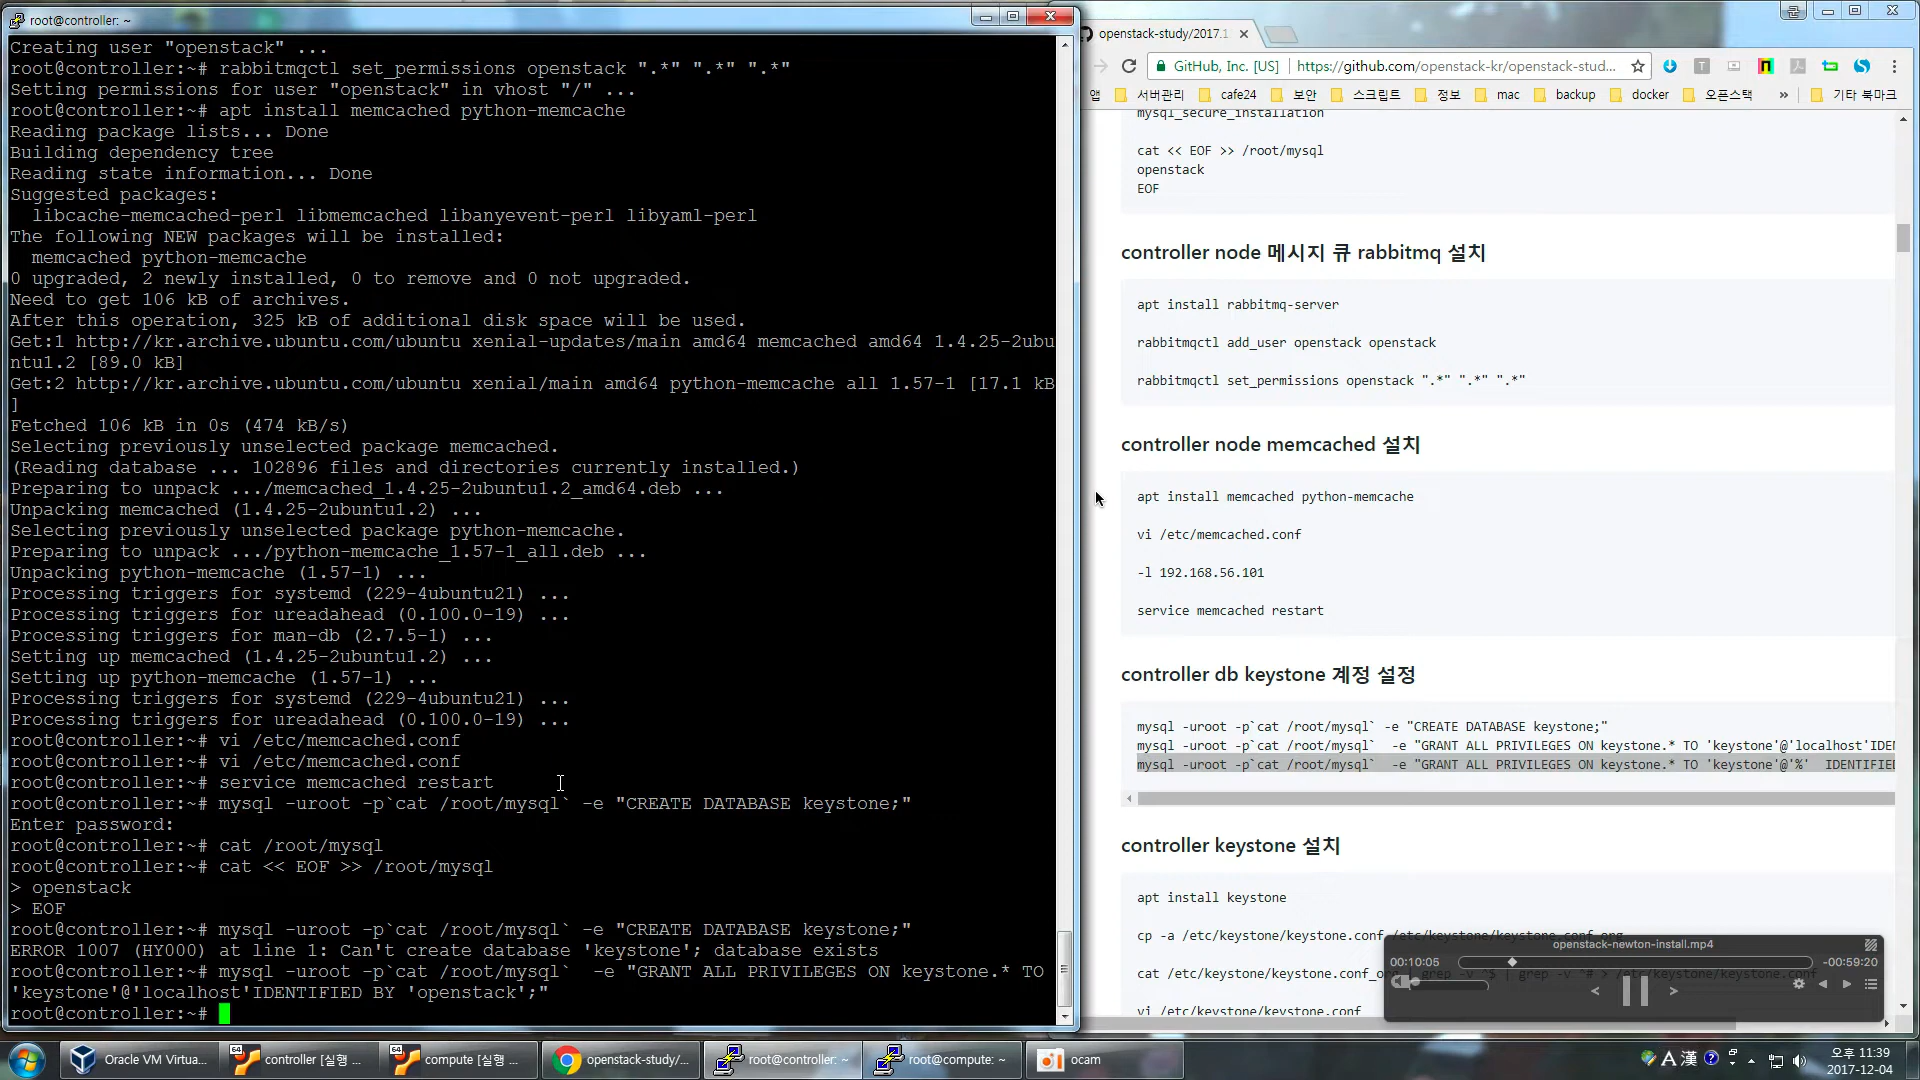 root@controller: ~
Creating user "openstack" ...
root@controller:~# rabbitmqctl set_permissions openstack ".*" ".*" ".*"
Setting permissions for user "openstack" in vhost "/" ...
root@controller:~# apt install memcached python-memcache
Reading package lists... Done
Building dependency tree
Reading state information... Done
Suggested packages:
  libcache-memcached-perl libmemcached libanyevent-perl libyaml-perl
The following NEW packages will be installed:
  memcached python-memcache
0 upgraded, 2 newly installed, 0 to remove and 0 not upgraded.
Need to get 106 kB of archives.
After this operation, 325 kB of additional disk space will be used.
Get:1 http://kr.archive.ubuntu.com/ubuntu xenial-updates/main amd64 memcached amd64 1.4.25-2ubu
ntu1.2 [89.0 kB]
Get:2 http://kr.archive.ubuntu.com/ubuntu xenial/main amd64 python-memcache all 1.57-1 [17.1 kB
]
Fetched 106 kB in 0s (474 kB/s)
Selecting previously unselected package memcached.
(Reading database ... 102896 files and directories currently installed.)
Preparing to unpack .../memcached_1.4.25-2ubuntu1.2_amd64.deb ...
Unpacking memcached (1.4.25-2ubuntu1.2) ...
Selecting previously unselected package python-memcache.
Preparing to unpack .../python-memcache_1.57-1_all.deb ...
Unpacking python-memcache (1.57-1) ...
Processing triggers for systemd (229-4ubuntu21) ...
Processing triggers for ureadahead (0.100.0-19) ...
Processing triggers for man-db (2.7.5-1) ...
Setting up memcached (1.4.25-2ubuntu1.2) ...
Setting up python-memcache (1.57-1) ...
Processing triggers for systemd (229-4ubuntu21) ...
Processing triggers for ureadahead (0.100.0-19) ...
root@controller:~# vi /etc/memcached.conf
root@controller:~# vi /etc/memcached.conf
root@controller:~# service memcached restart
root@controller:~# mysql -uroot -p`cat /root/mysql` -e "CREATE DATABASE keystone;"
Enter password:
root@controller:~# cat /root/mysql
root@controller:~# cat << EOF >> /root/mysql
> openstack
> EOF
root@controller:~# mysql -uroot -p`cat /root/mysql` -e "CREATE DATABASE keystone;"
ERROR 1007 (HY000) at line 1: Can't create database 'keystone'; database exists
root@controller:~# mysql -uroot -p`cat /root/mysql`  -e "GRANT ALL PRIVILEGES ON keystone.* TO
'keystone'@'localhost'IDENTIFIED BY 'openstack';"
root@controller:~#
openstack-study/2017.1
GitHub, Inc. [US] | https://github.com/openstack-kr/openstack-stud...
앱 서버관리 cafe24 보안 스크립트 정보 mac backup docker 오픈스택 » 기타 북마크
mysql_secure_installation
cat << EOF >> /root/mysql
openstack
EOF
controller node 메시지 큐 rabbitmq 설치
apt install rabbitmq-server
rabbitmqctl add_user openstack openstack
rabbitmqctl set_permissions openstack ".*" ".*" ".*"
controller node memcached 설치
apt install memcached python-memcache
vi /etc/memcached.conf
-l 192.168.56.101
service memcached restart
controller db keystone 계정 설정
mysql -uroot -p`cat /root/mysql` -e "CREATE DATABASE keystone;"
mysql -uroot -p`cat /root/mysql`  -e "GRANT ALL PRIVILEGES ON keystone.* TO 'keystone'@'localhost'IDEN
mysql -uroot -p`cat /root/mysql`  -e "GRANT ALL PRIVILEGES ON keystone.* TO 'keystone'@'%'  IDENTIFIED
controller keystone 설치
apt install keystone
cp -a /etc/keystone/keystone.conf /etc/keystone/keystone.conf_org
cat /etc/keystone/keystone.conf_org | grep -v ^$ | grep -v ^# > /etc/keystone/keystone.conf
vi /etc/keystone/keystone.conf
openstack-newton-install.mp4
00:10:05
-00:59:20
Oracle VM Virtua...
64 controller [실행 ...
64 compute [실행 ...
openstack-study/...
root@controller: ~
root@compute: ~
ocam
A 漢
오후 11:39
2017-12-04